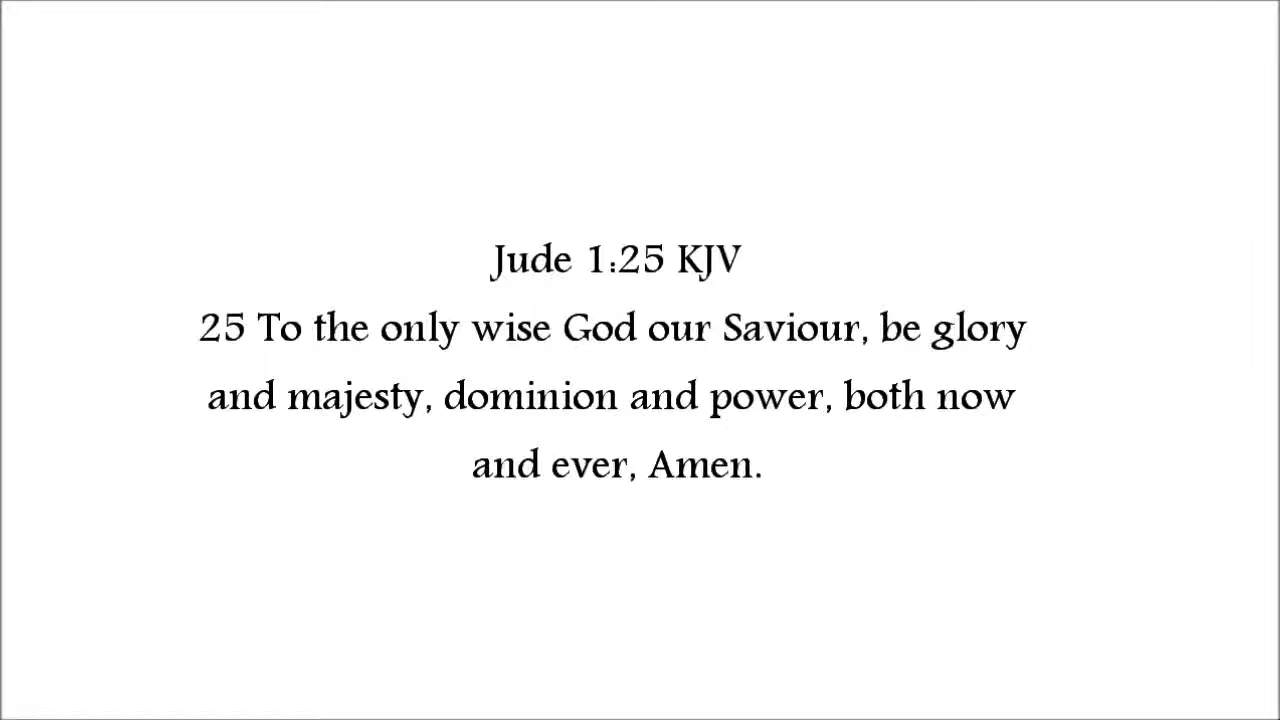 Jude 1:25 KJV
25 To the only wise God our Saviour, be glory
and majesty, dominion and power, both now
and ever, Amen.